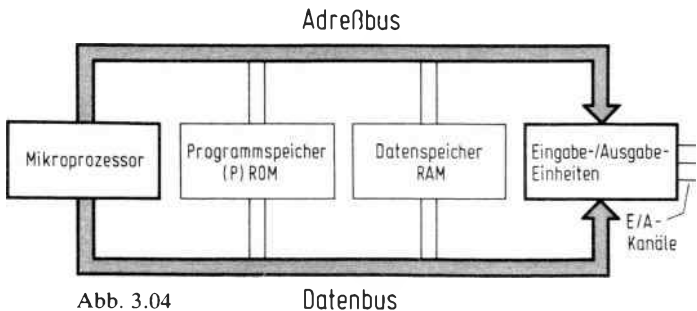 Adreßbus
Mikroprozessor
Programmspeicher
(P) ROM
Datenspeicher
RAM
Eingabe-/Ausgabe-
Einheiten
E/A-
Kanäle
Abb. 3.04
Datenbus